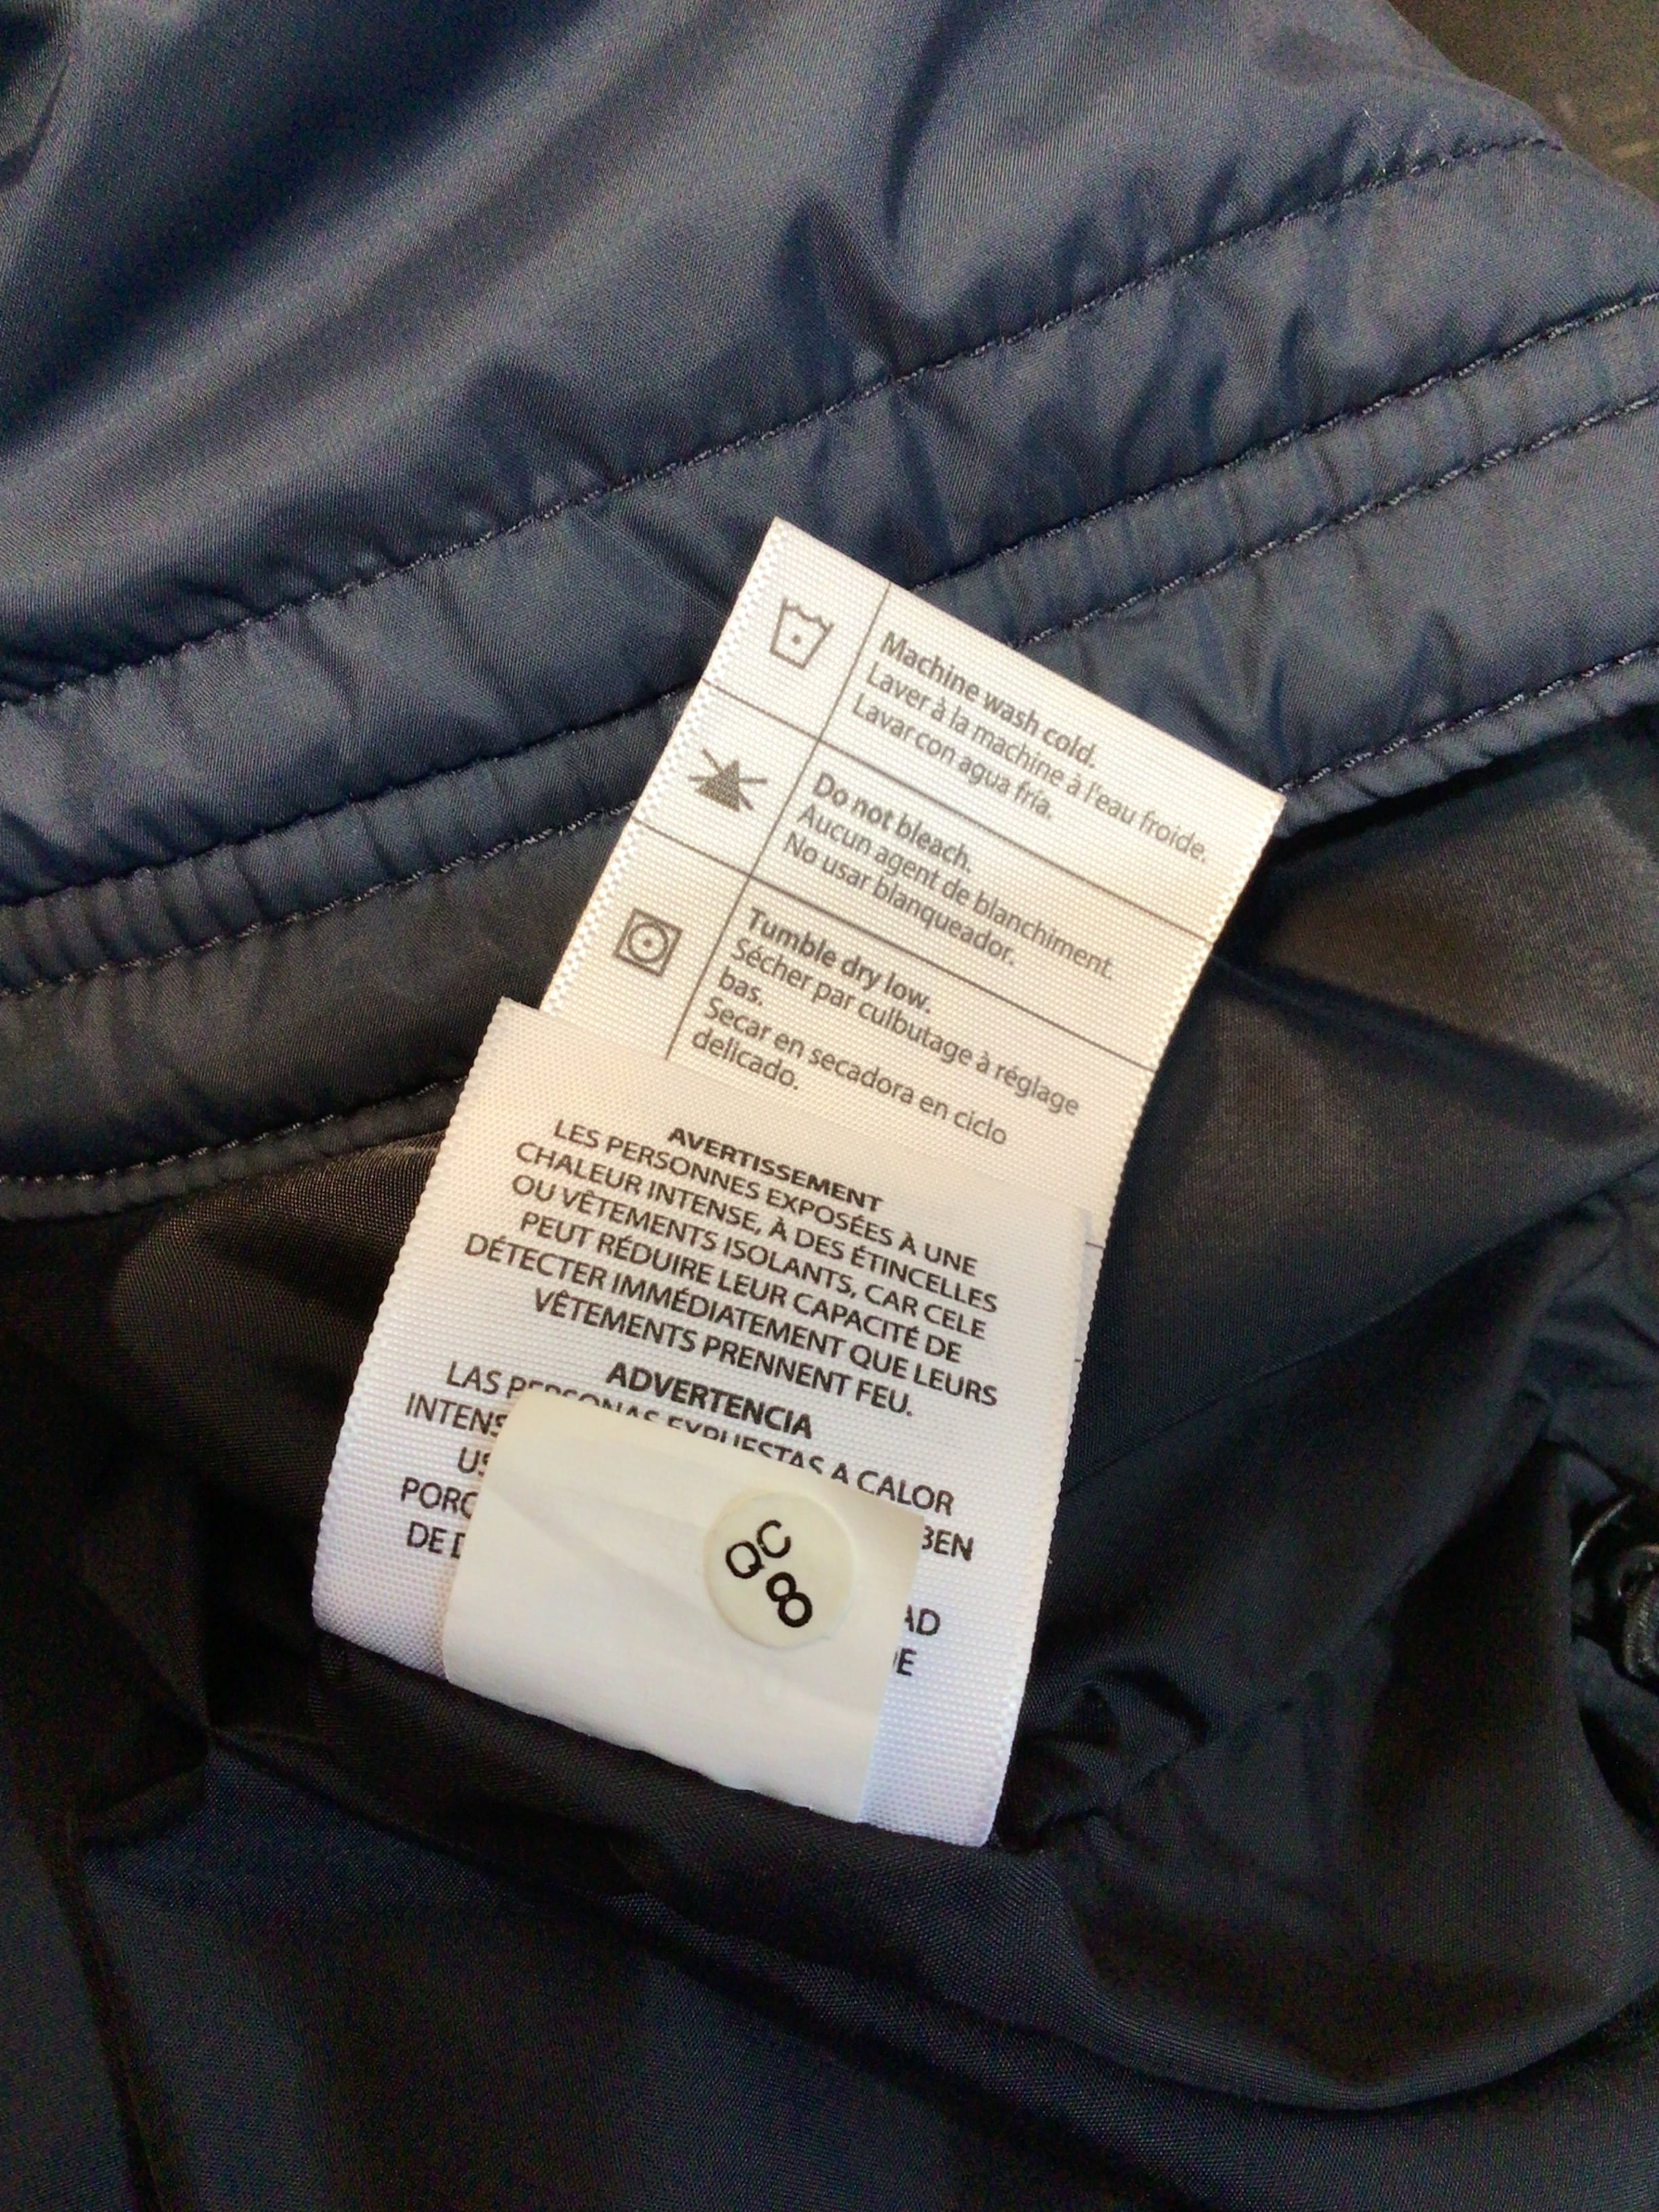 Machine wash cold.
Laver à la machine à l'eau froide.
Lavar con agua fría.
Do not bleach.
Aucun agent de blanchiment.
No usar blanqueador.
Tumble dry low.
Sécher par culbutage à réglage
bas.
Secar en secadora en ciclo
delicado.
AVERTISSEMENT
LES PERSONNES EXPOSÉES À UNE
CHALEUR INTENSE, À DES ÉTINCELLES
OU VÊTEMENTS ISOLANTS, CAR CELE
PEUT RÉDUIRE LEUR CAPACITÉ DE
DÉTECTER IMMÉDIATEMENT QUE LEURS
VÊTEMENTS PRENNENT FEU.
ADVERTENCIA
LAS PERSONAS EXPUESTAS A CALOR
QC
8